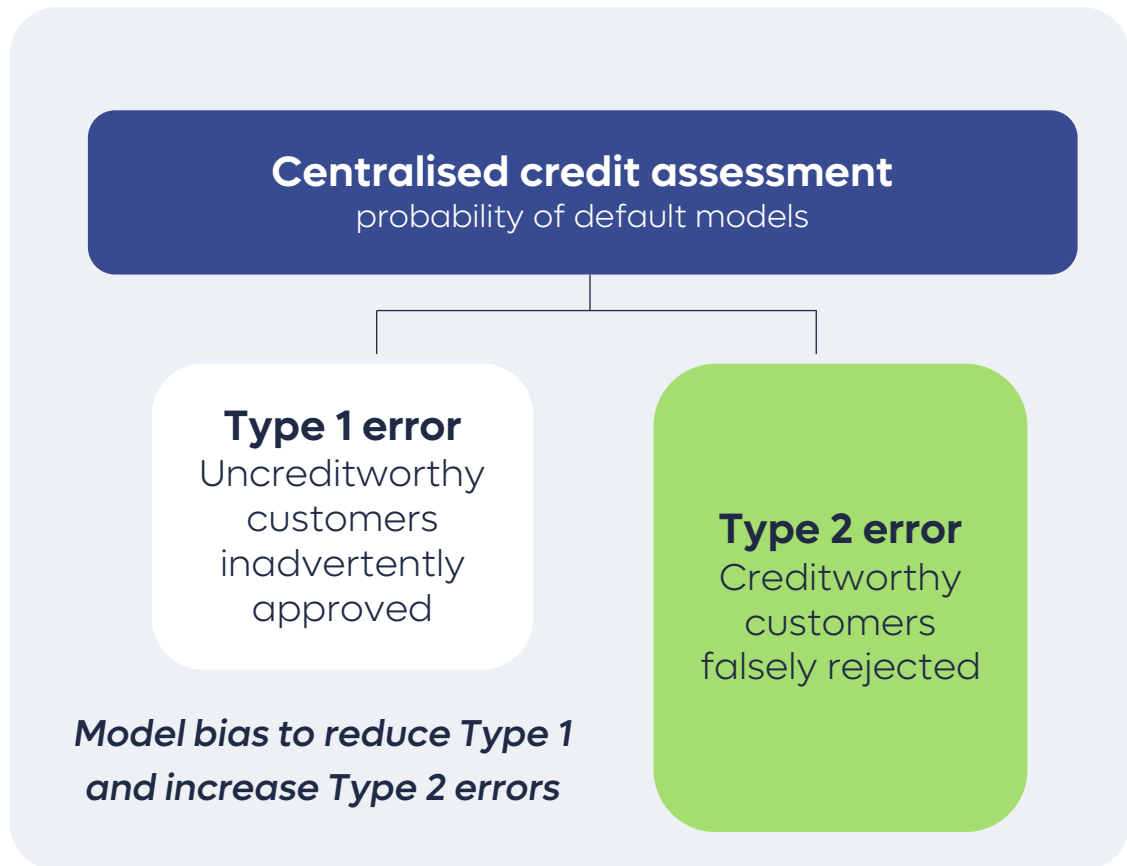 Centralised credit assessment
probability of default models
Type 1 error
Uncreditworthy
customers
inadvertently
approved
Type 2 error
Creditworthy
customers
falsely rejected
Model bias to reduce Type 1
and increase Type 2 errors